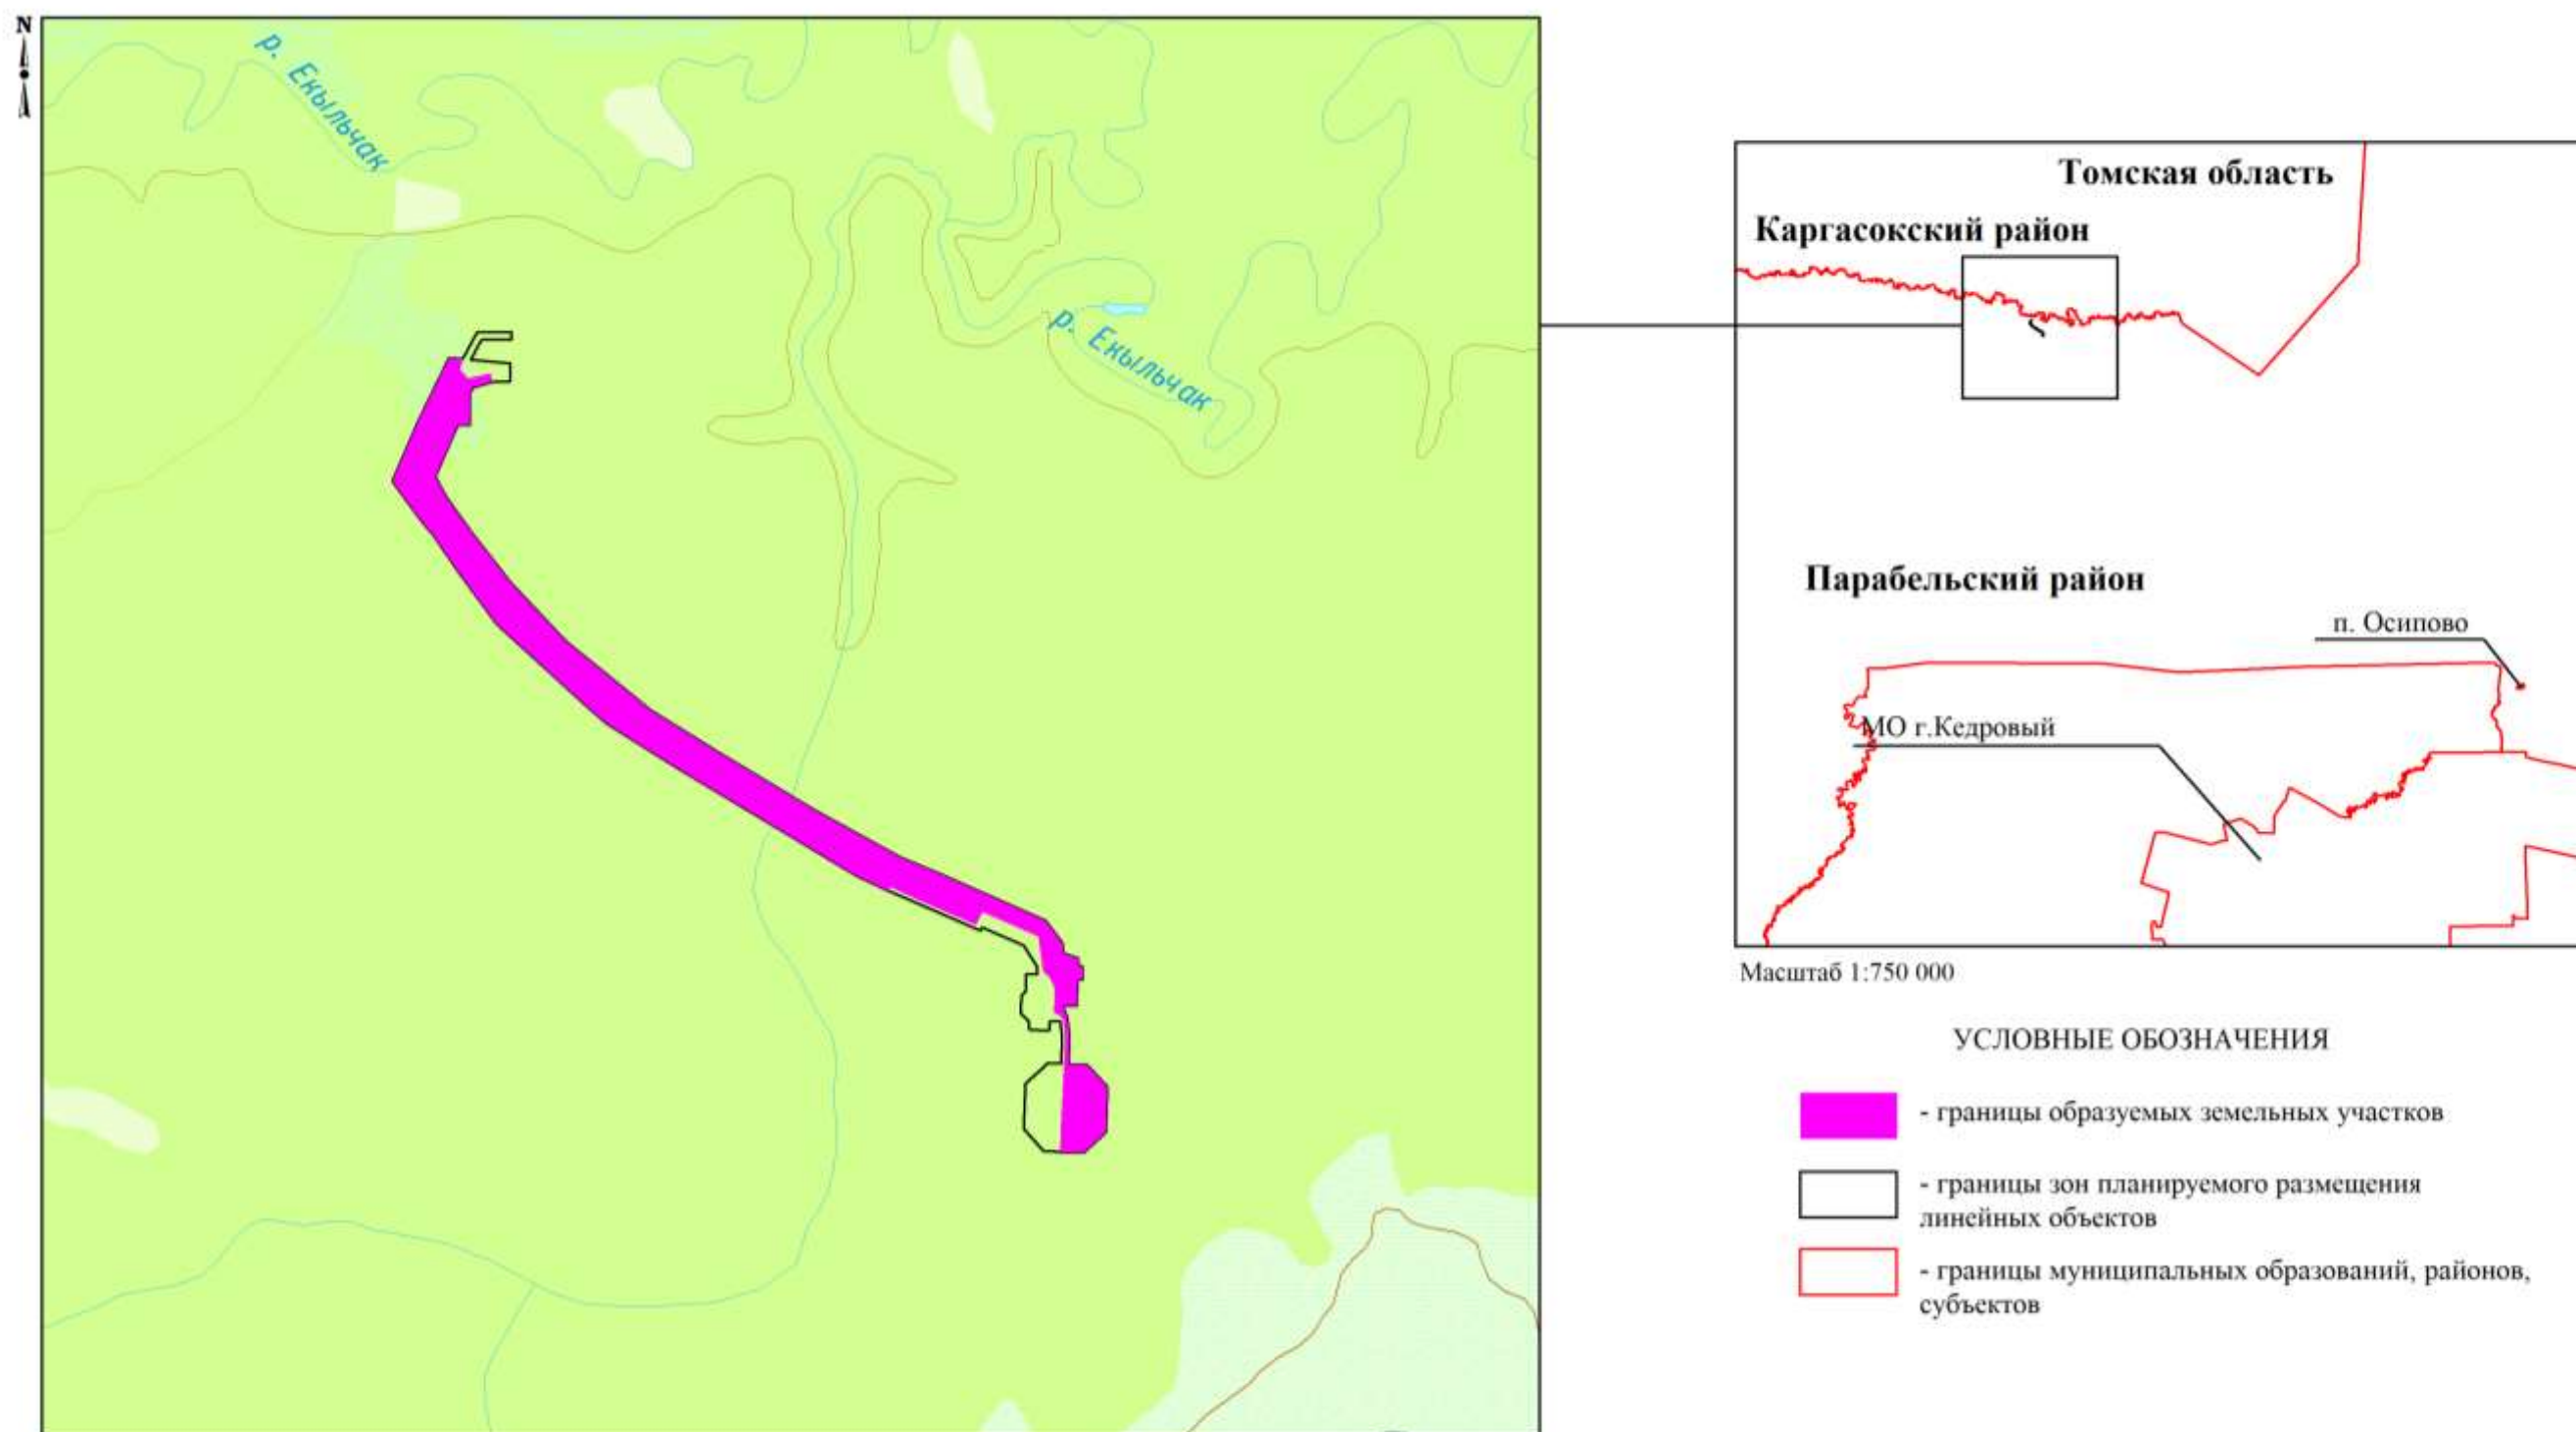 N
р. Екыльчак
р. Екыльчак
Томская область
Каргасокский район
Парабельский район
п. Осипово
МО г.Кедровый
Масштаб 1:750 000
УСЛОВНЫЕ ОБОЗНАЧЕНИЯ
- границы образуемых земельных участков
- границы зон планируемого размещения
линейных объектов
- границы муниципальных образований, районов,
субъектов